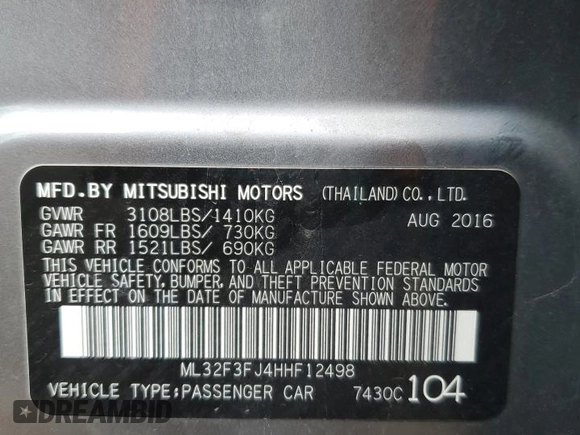 MFD.BY MITSUBISHI MOTORS (THAILAND)CO.,LTD.
GVWR 3108LBS/1410KG AUG 2016
GAWR FR 1609LBS/ 730KG
GAWR RR 1521LBS/ 690KG
THIS VEHICLE CONFORMS TO ALL APPLICABLE FEDERAL MOTOR
VEHICLE SAFETY, BUMPER, AND THEFT PREVENTION STANDARDS
IN EFFECT ON THE DATE OF MANUFACTURE SHOWN ABOVE.
ML32F3FJ4HHF12498
VEHICLE TYPE:PASSENGER CAR 7430C 104
DREAMBID